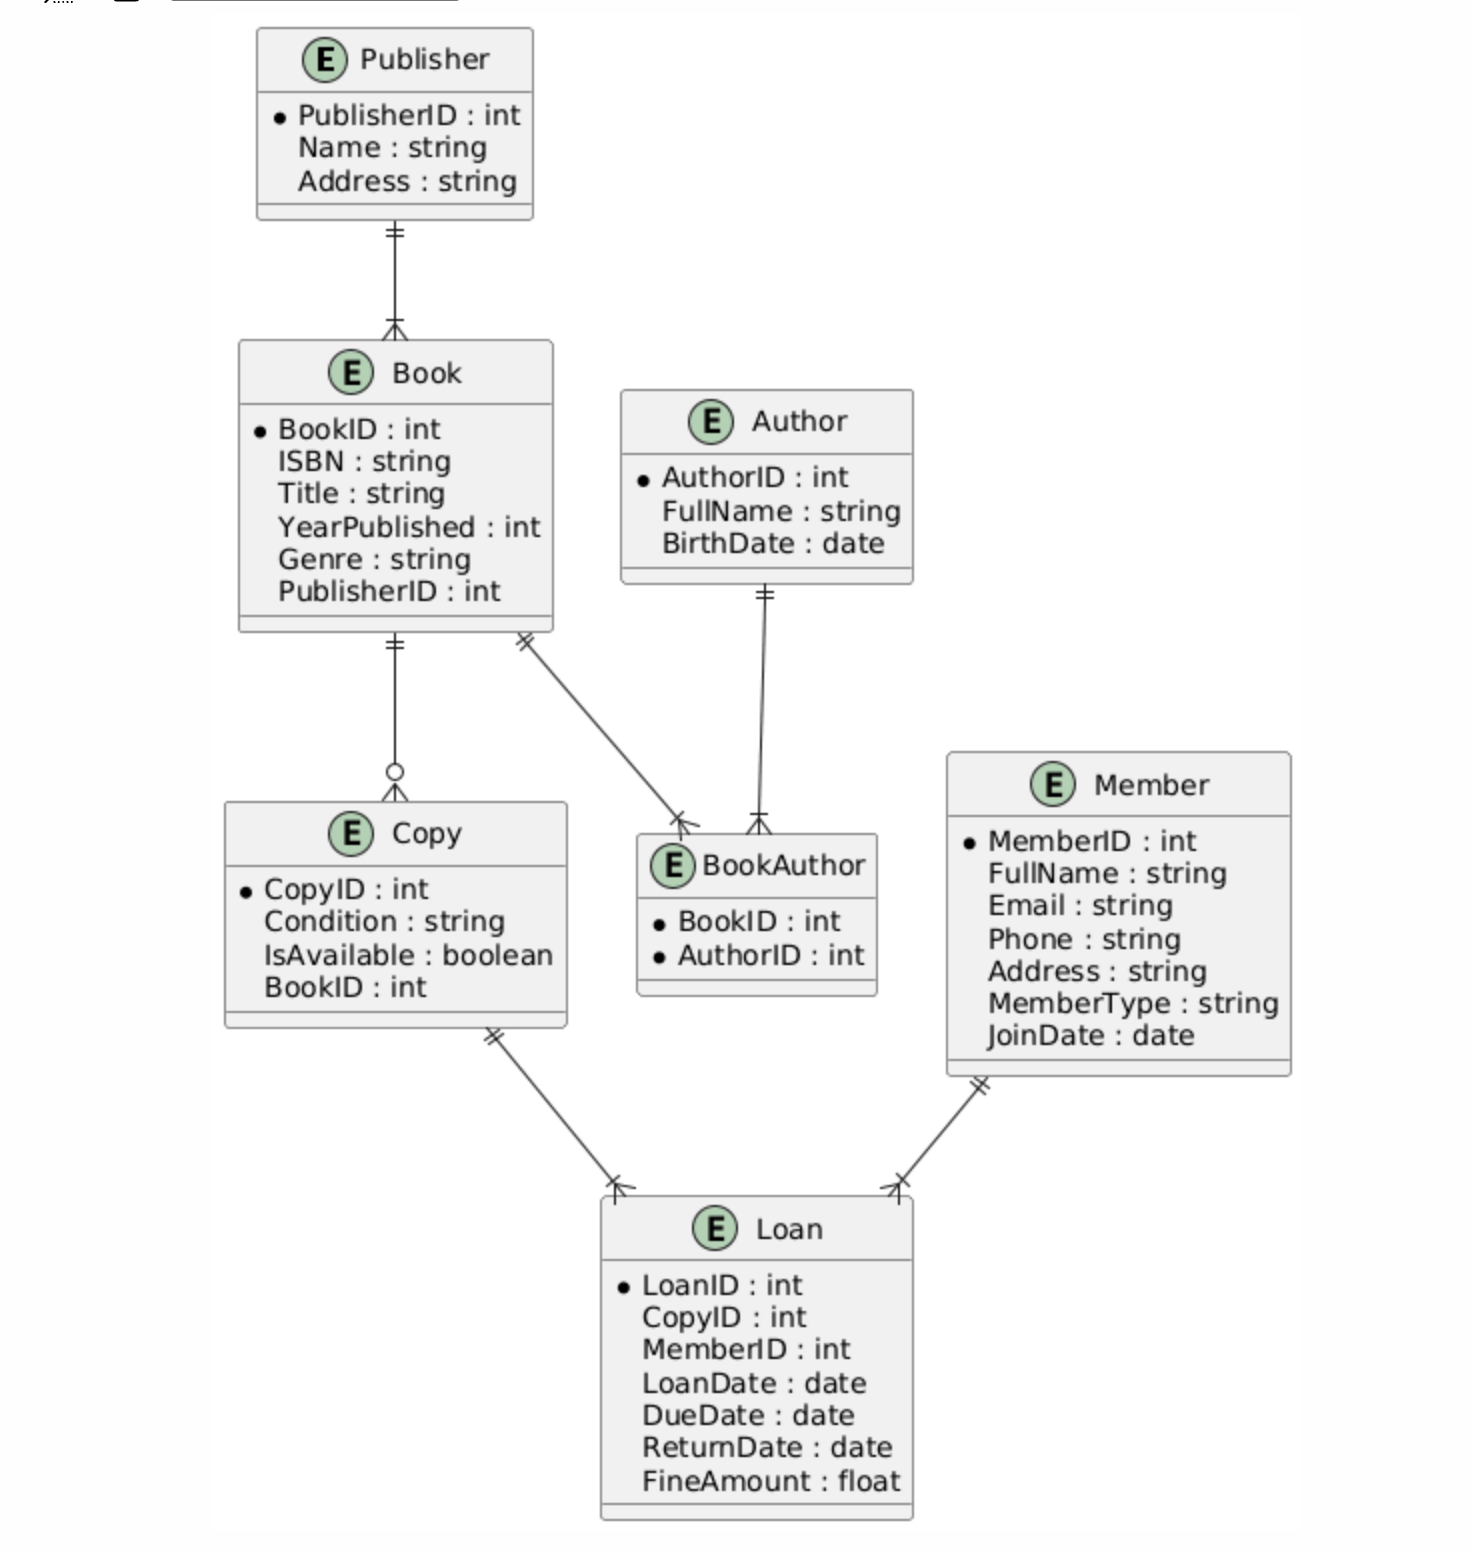 E Publisher
PublisherID : int
Name : string
Address : string
E Book
BookID : int
ISBN : string
Title : string
YearPublished : int
Genre : string
PublisherID : int
E Author
AuthorID : int
FullName : string
BirthDate : date
E Copy
CopyID : int
Condition : string
IsAvailable : boolean
BookID : int
E BookAuthor
BookID : int
AuthorID : int
E Member
MemberID : int
FullName : string
Email : string
Phone : string
Address : string
MemberType : string
JoinDate : date
E Loan
LoanID : int
CopyID : int
MemberID : int
LoanDate : date
DueDate : date
ReturnDate : date
FineAmount : float